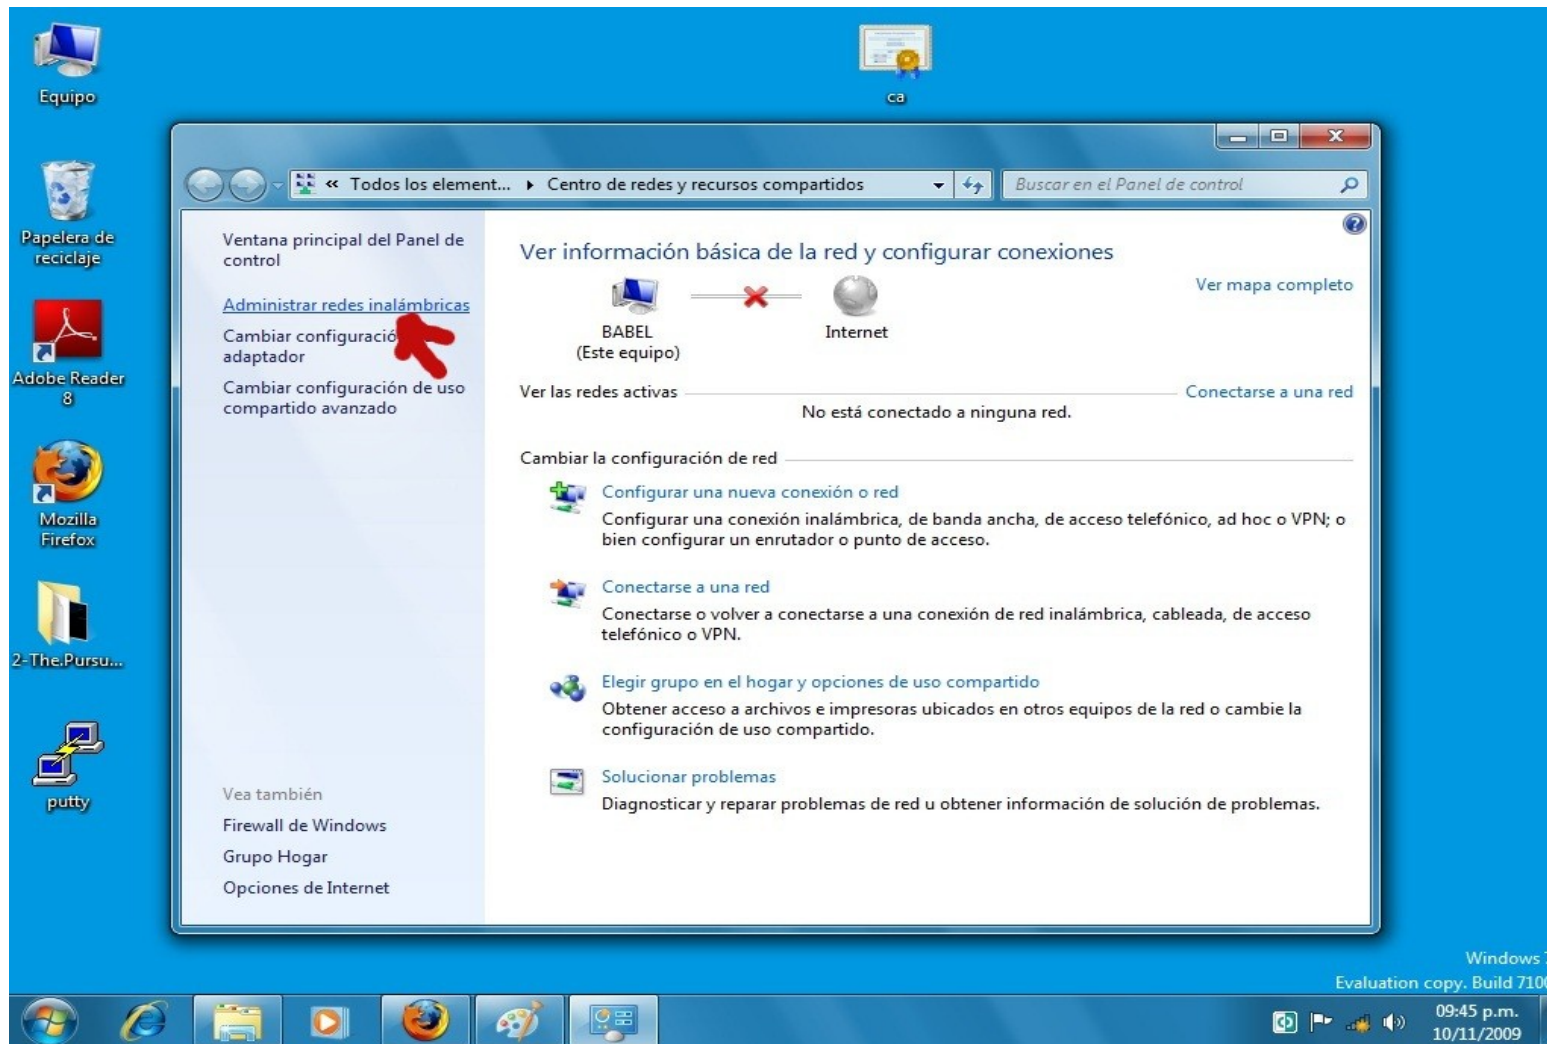 Equipo
ca
Papelera de
reciclaje
Adobe Reader
8
Mozilla
Firefox
2-The.Pursu...
putty
« Todos los element... Centro de redes y recursos compartidos
Buscar en el Panel de control
Ventana principal del Panel de
control
Administrar redes inalámbricas
Cambiar
adaptador
Cambiar configuración de uso
compartido avanzado
Vea también
Firewall de Windows
Grupo Hogar
Opciones de Internet
Ver información básica de la red y configurar conexiones
Ver mapa completo
BABEL
(Este equipo)
Internet
Ver las redes activas
Conectarse a una red
No está conectado a ninguna red.
Cambiar la configuración de red
Configurar una nueva conexión o red
Configurar una conexión inalámbrica, de banda ancha, de acceso telefónico, ad hoc o VPN; o
bien configurar un enrutador o punto de acceso.
Conectarse a una red
Conectarse o volver a conectarse a una conexión de red inalámbrica, cableada, de acceso
telefónico o VPN.
Elegir grupo en el hogar y opciones de uso compartido
Obtener acceso a archivos e impresoras ubicados en otros equipos de la red o cambie la
configuración de uso compartido.
Solucionar problemas
Diagnosticar y reparar problemas de red u obtener información de solución de problemas.
Windows
Evaluation copy. Build 710
09:45 p.m.
10/11/2009